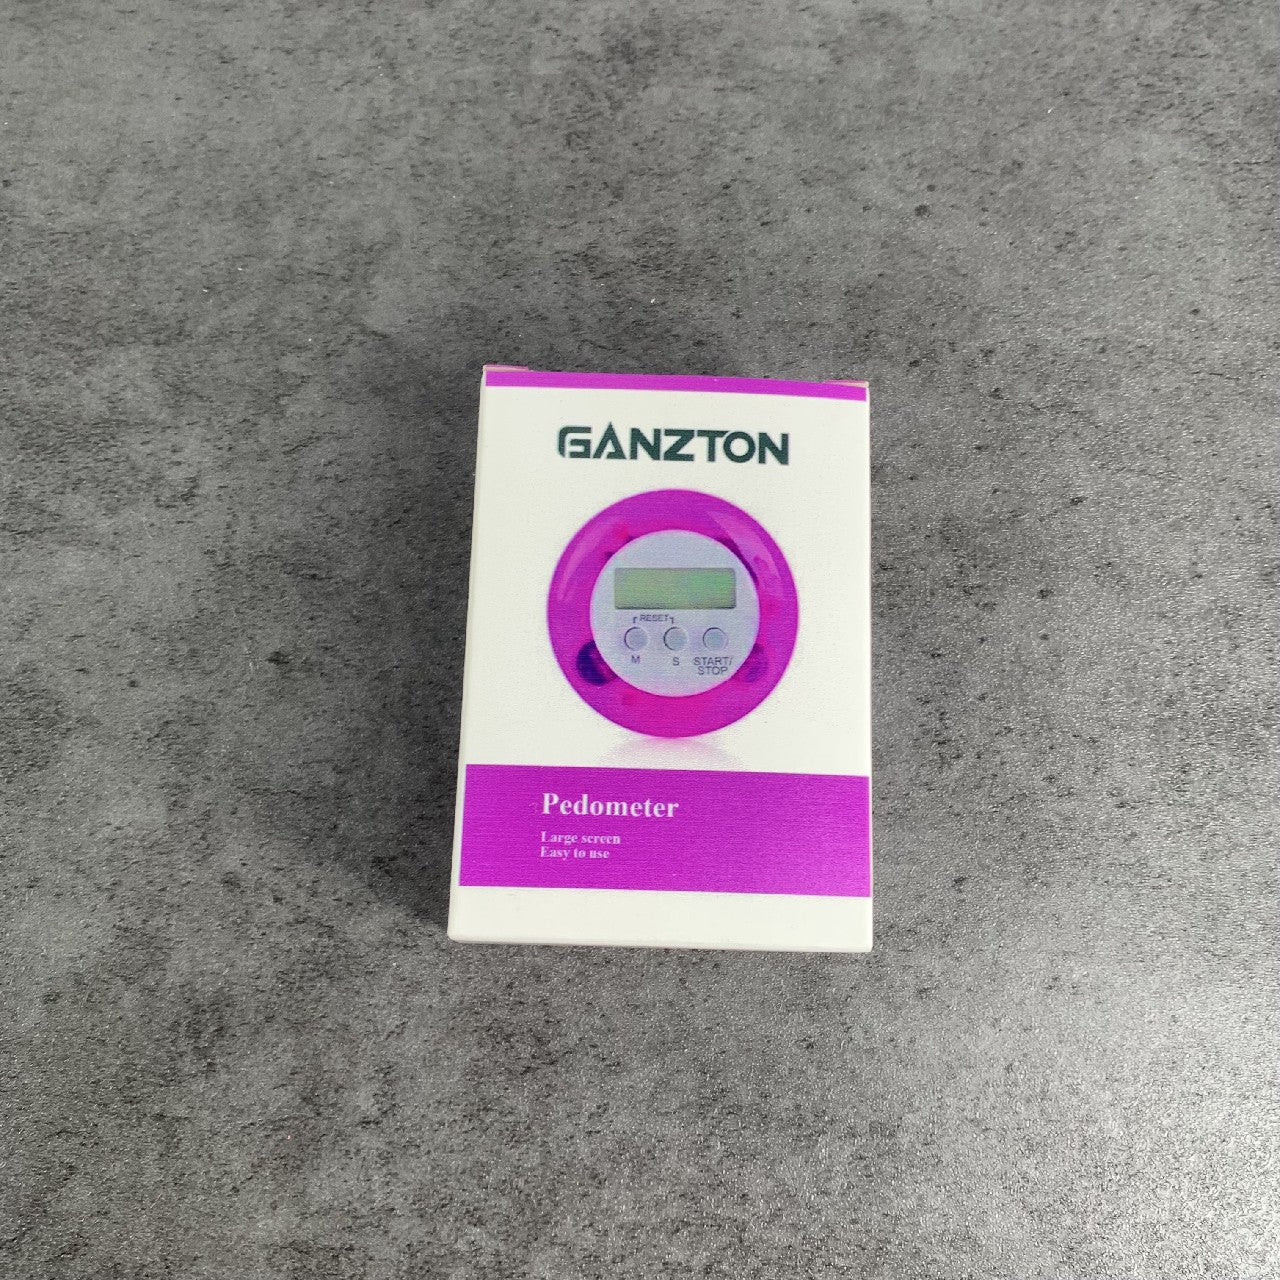 GANZTON
RESET
M S START/
STOP
Pedometer
Large screen
Easy to use